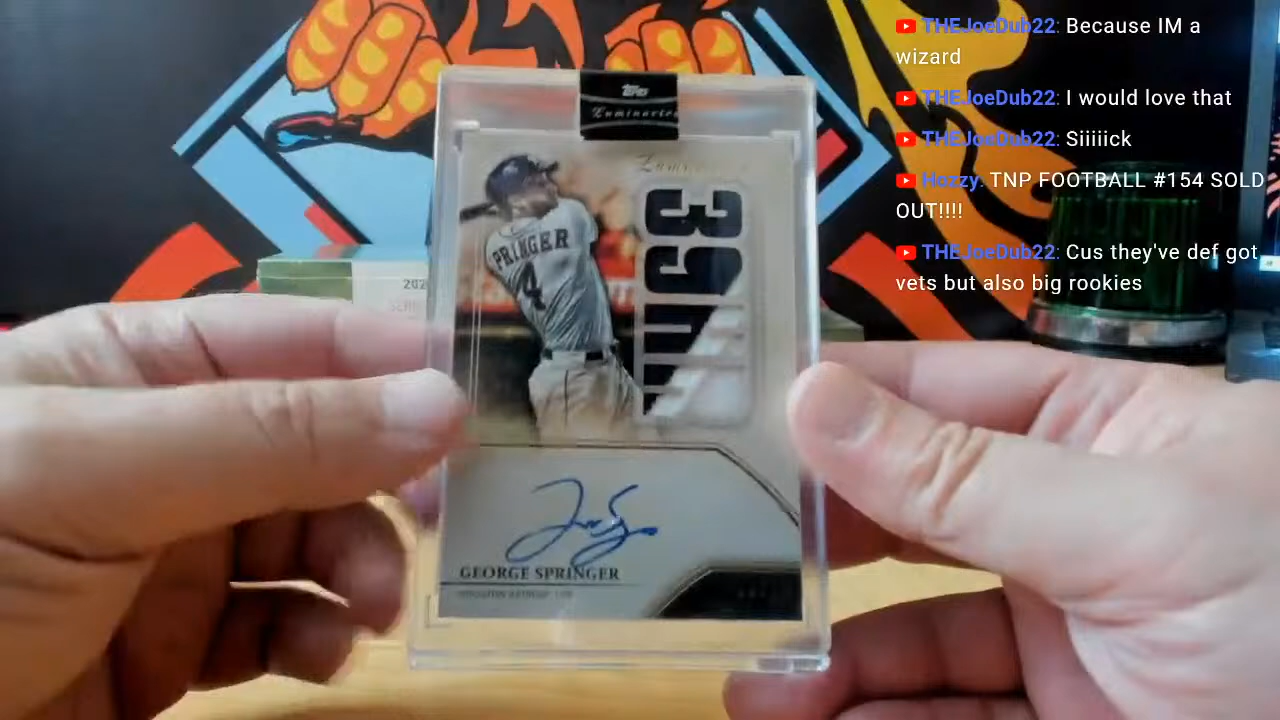 THEJoeDub22: Because IM a
wizard
THEJoeDub22: I would love that
THEJoeDub22: Siiiiick
Hozzy: TNP FOOTBALL #154 SOLD
OUT!!!!
THEJoeDub22: Cus they've def got
vets but also big rookies
Topps
Luminaries
39HR
PRINGER
4
GEORGE SPRINGER